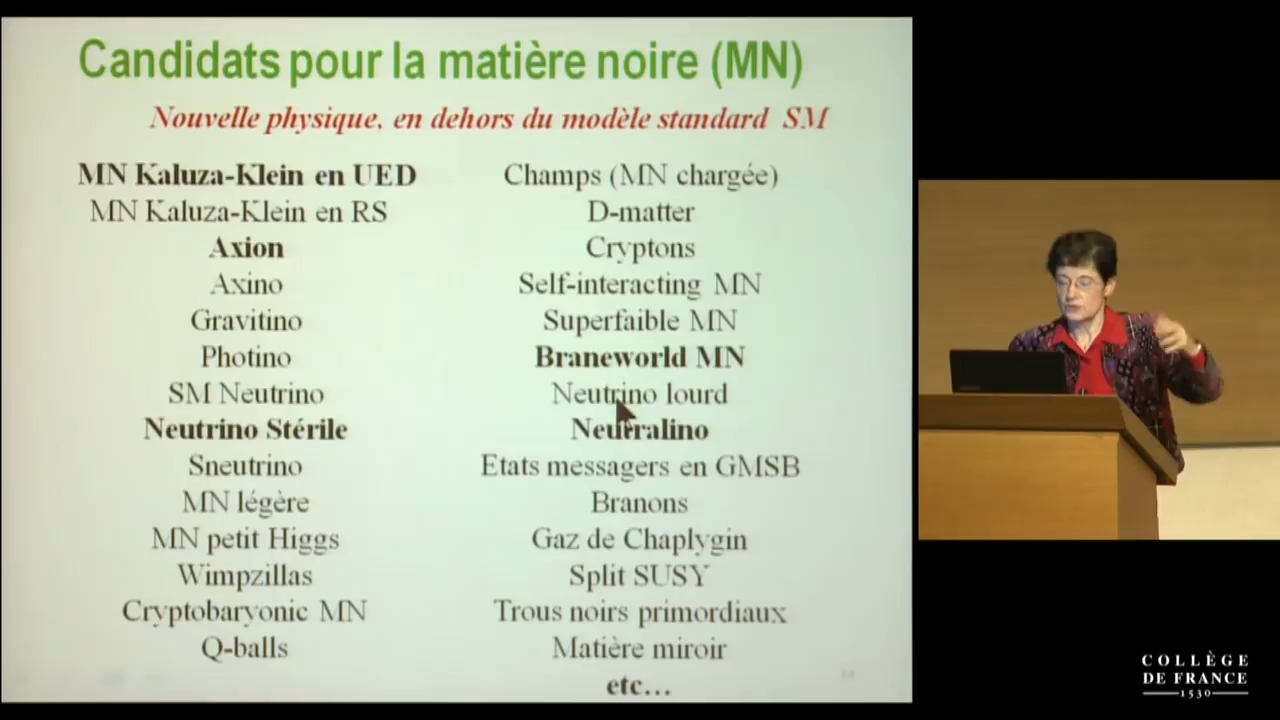 Candidats pour la matière noire (MN)
Nouvelle physique, en dehors du modèle standard SM
MN Kaluza-Klein en UED
MN Kaluza-Klein en RS
Axion
Axino
Gravitino
Photino
SM Neutrino
Neutrino Stérile
Sneutrino
MN légère
MN petit Higgs
Wimpzillas
Cryptobaryonic MN
Q-balls
Champs (MN chargée)
D-matter
Cryptons
Self-interacting MN
Superfaible MN
Braneworld MN
Neutrino lourd
Neutralino
Etats messagers en GMSB
Branons
Gaz de Chaplygin
Split SUSY
Trous noirs primordiaux
Matière miroir
etc...
COLLÈGE
DE FRANCE
1530